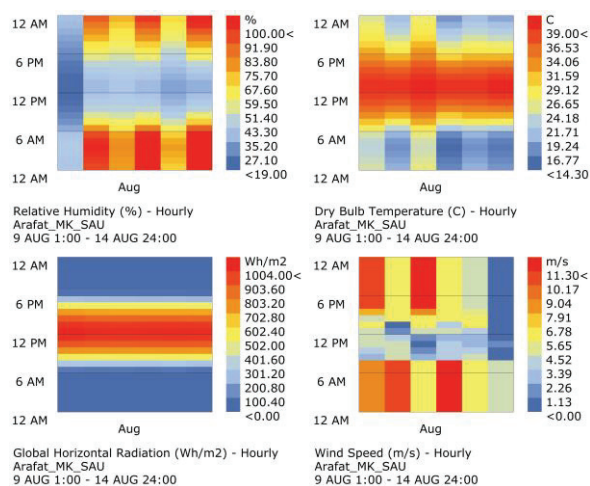 12 AM
6 PM
12 PM
6 AM
12 AM
Aug
%
100.00<
91.90
83.80
75.70
67.60
59.50
51.40
43.30
35.20
27.10
<19.00
Relative Humidity (%) - Hourly
Arafat_MK_SAU
9 AUG 1:00 - 14 AUG 24:00
12 AM
6 PM
12 PM
6 AM
12 AM
Aug
C
39.00<
36.53
34.06
31.59
29.12
26.65
24.18
21.71
19.24
16.77
<14.30
Dry Bulb Temperature (C) - Hourly
Arafat_MK_SAU
9 AUG 1:00 - 14 AUG 24:00
12 AM
6 PM
12 PM
6 AM
12 AM
Aug
Wh/m2
1004.00<
903.60
803.20
702.80
602.40
502.00
401.60
301.20
200.80
100.40
<0.00
Global Horizontal Radiation (Wh/m2) - Hourly
Arafat_MK_SAU
9 AUG 1:00 - 14 AUG 24:00
12 AM
6 PM
12 PM
6 AM
12 AM
Aug
m/s
11.30<
10.17
9.04
7.91
6.78
5.65
4.52
3.39
2.26
1.13
<0.00
Wind Speed (m/s) - Hourly
Arafat_MK_SAU
9 AUG 1:00 - 14 AUG 24:00